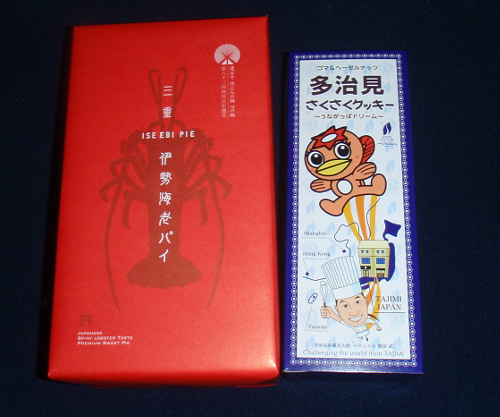 三重
ISE EBI PIE
伊勢海老パイ
JAPANESE
SPINY LOBSTER TASTE
PREMIUM SWEET PIE
ゴマ&ヘーゼルナッツ
多治見
さくさくクッキー
〜うながっぱドリーム〜
Shanghai
Hong Kong
Taiwan
TAJIMI
JAPAN
Challenging the world from TAJIMI